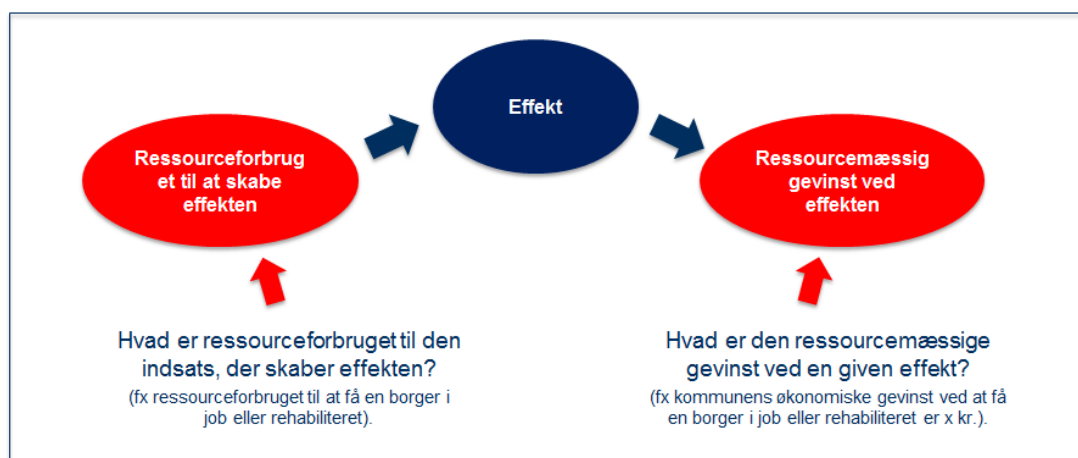 Effekt
Ressourceforbrug
et til at skabe
effekten
Ressourcemæssig
gevinst ved
effekten
Hvad er ressourceforbruget til den
indsats, der skaber effekten?
(fx ressourceforbruget til at få en borger i
job eller rehabiliteret).
Hvad er den ressourcemæssige
gevinst ved en given effekt?
(fx kommunens økonomiske gevinst ved at få
en borger i job eller rehabiliteret er x kr.).